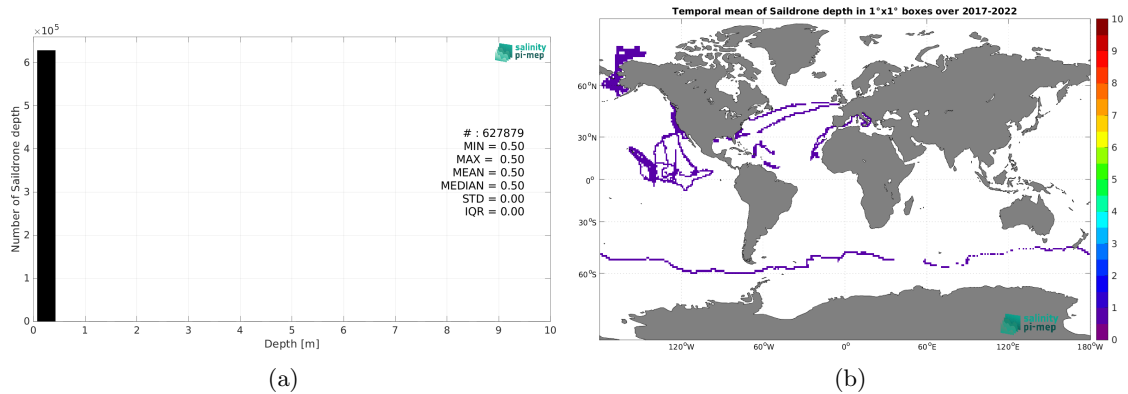 ×10⁵
6
5
4
3
2
1
0
Number of Saildrone depth
salinity
pi-mep
# : 627879
MIN = 0.50
MAX = 0.50
MEAN = 0.50
MEDIAN = 0.50
STD = 0.00
IQR = 0.00
0 1 2 3 4 5 6 7 8 9 10
Depth [m]
(a)
Temporal mean of Saildrone depth in 1°x1° boxes over 2017-2022
60°N
30°N
0°
30°S
60°S
120°W 60°W 0° 60°E 120°E 180°W
salinity
pi-mep
10
9
8
7
6
5
4
3
2
1
0
(b)